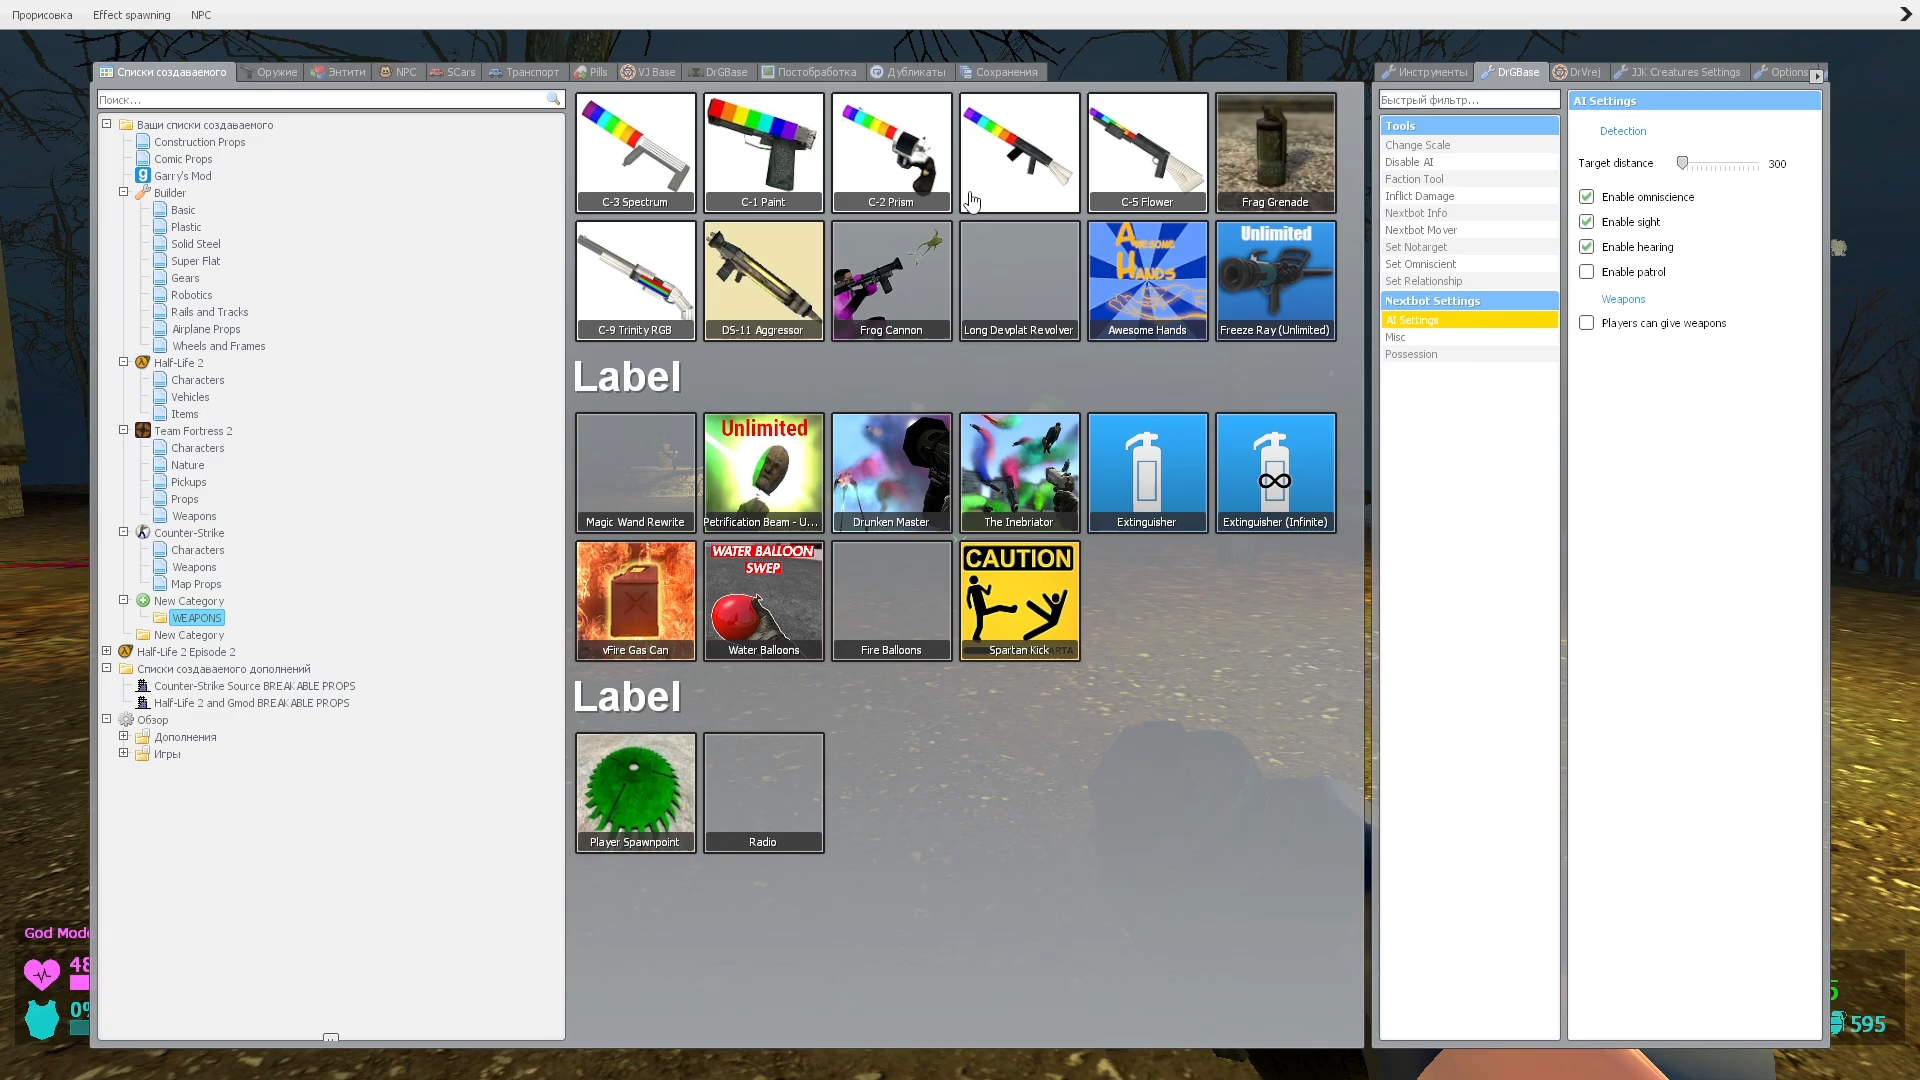 Прорисовка Effect spawning NPC
Списки создаваемого Оружие Энтити NPC SCars Транспорт Pills VJ Base DrGBase Постобработка Дубликаты Сохранения
Инструменты DrGBase DrVrej JJK Creatures Settings Options
Поиск...
Ваши списки создаваемого
Construction Props
Comic Props
Garry's Mod
Builder
Basic
Plastic
Solid Steel
Super Flat
Gears
Robotics
Rails and Tracks
Airplane Props
Wheels and Frames
Half-Life 2
Characters
Vehicles
Items
Team Fortress 2
Characters
Nature
Pickups
Props
Weapons
Counter-Strike
Characters
Weapons
Map Props
New Category
WEAPONS
New Category
Half-Life 2 Episode 2
Списки создаваемого дополнений
Counter-Strike Source BREAKABLE PROPS
Half-Life 2 and Gmod BREAKABLE PROPS
Обзор
Дополнения
Игры
C-3 Spectrum
C-1 Paint
C-2 Prism
C-5 Flower
Frag Grenade
C-9 Trinity RGB
DS-11 Aggressor
Frog Cannon
Long Devplat Revolver
AWESOME
HANDS
Awesome Hands
Unlimited
Freeze Ray (Unlimited)
Label
Magic Wand Rewrite
Unlimited
Petrification Beam - U...
Drunken Master
The Inebriator
Extinguisher
Extinguisher (Infinite)
vFire Gas Can
WATER BALLOON
SWEP
Water Balloons
Fire Balloons
CAUTION
Spartan Kick
Label
Player Spawnpoint
Radio
Быстрый фильтр...
Tools
Change Scale
Disable AI
Faction Tool
Inflict Damage
Nextbot Info
Nextbot Mover
Set Notarget
Set Omniscient
Set Relationship
Nextbot Settings
AI Settings
Misc
Possession
AI Settings
Detection
Target distance 300
Enable omniscience
Enable sight
Enable hearing
Enable patrol
Weapons
Players can give weapons
God Mode
48
0%
5
595